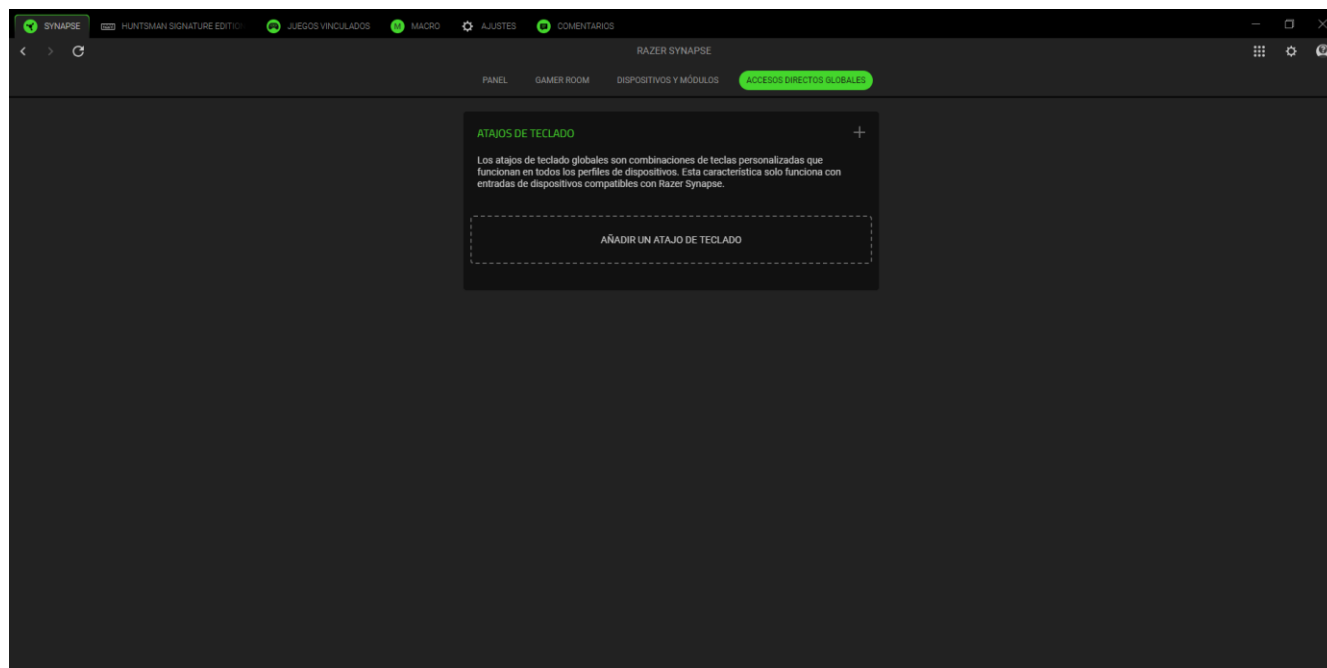 SYNAPSE
HUNTSMAN SIGNATURE EDITIO
JUEGOS VINCULADOS
M MACRO
AJUSTES
COMENTARIOS
RAZER SYNAPSE
PANEL
GAMER ROOM
DISPOSITIVOS Y MÓDULOS
ACCESOS DIRECTOS GLOBALES
ATAJOS DE TECLADO
Los atajos de teclado globales son combinaciones de teclas personalizadas que
funcionan en todos los perfiles de dispositivos. Esta característica solo funciona con
entradas de dispositivos compatibles con Razer Synapse.
AÑADIR UN ATAJO DE TECLADO